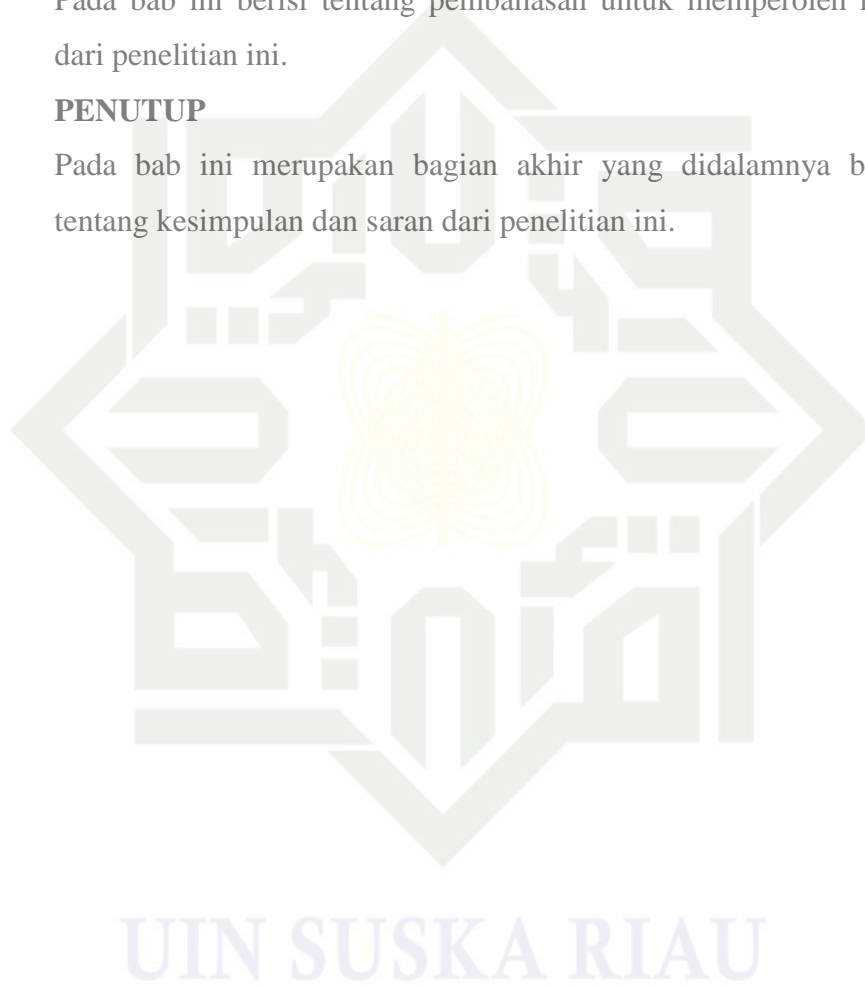 Pada bab ini berisi tentang pembahasan untuk memperoleh
dari penelitian ini.
PENUTUP
Pada bab ini merupakan bagian akhir yang didalamnya b
tentang kesimpulan dan saran dari penelitian ini.
UIN SUSKA RIAU